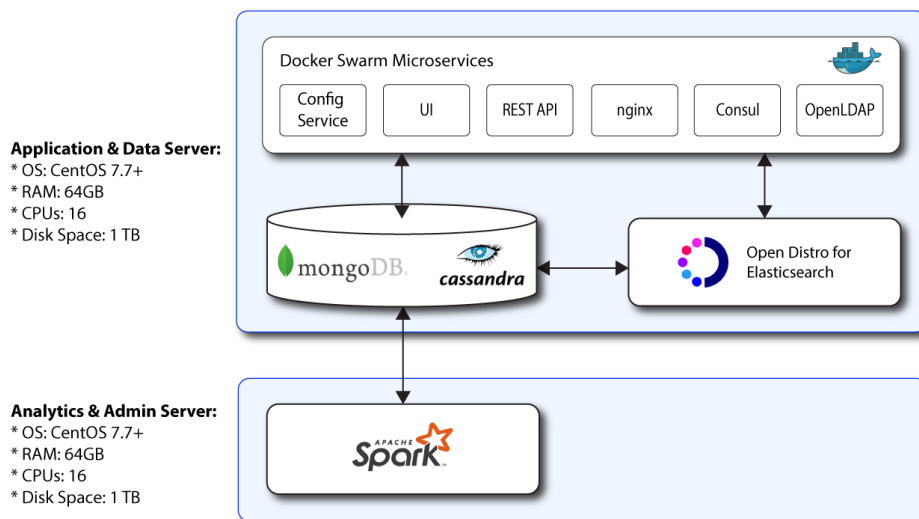 Docker Swarm Microservices
Config
Service
UI
REST API
nginx
Consul
OpenLDAP
Application & Data Server:
* OS: CentOS 7.7+
* RAM: 64GB
* CPUs: 16
* Disk Space: 1 TB
mongoDB®
cassandra
Open Distro for
Elasticsearch
Analytics & Admin Server:
* OS: CentOS 7.7+
* RAM: 64GB
* CPUs: 16
* Disk Space: 1 TB
APACHE
Spark™